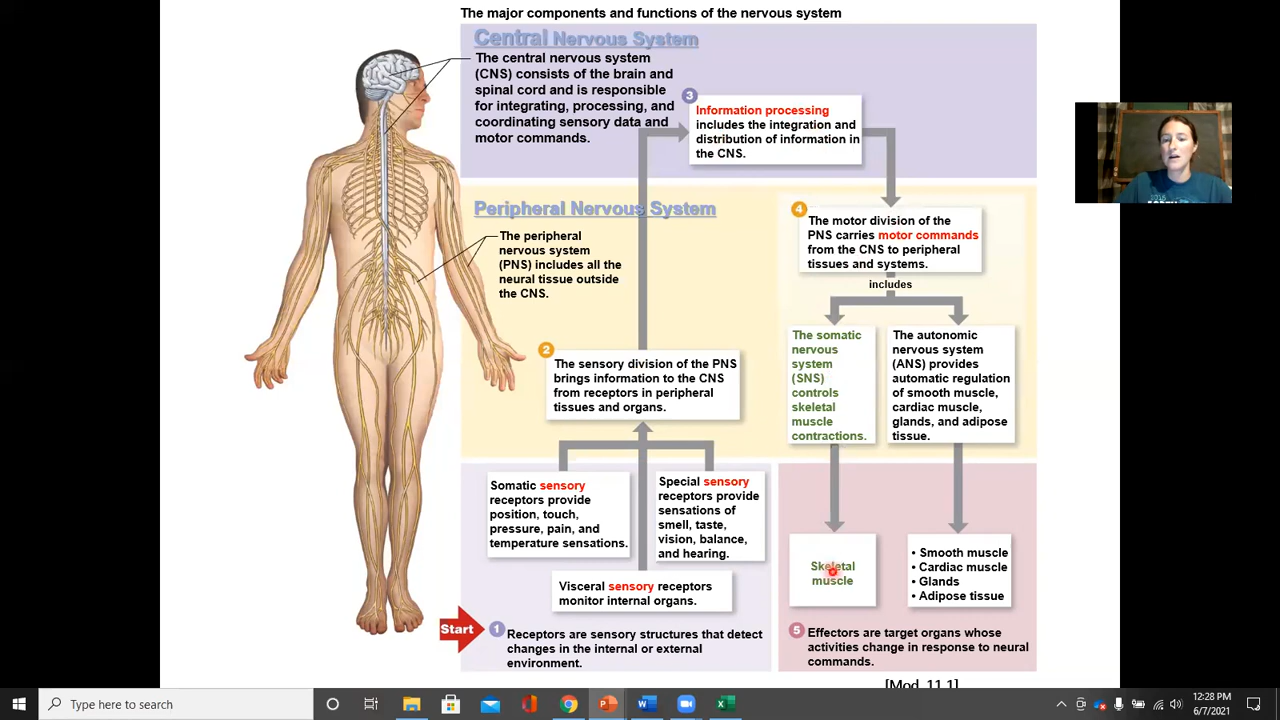 The major components and functions of the nervous system
Central Nervous System
The central nervous system
(CNS) consists of the brain and
spinal cord and is responsible
for integrating, processing, and
coordinating sensory data and
motor commands.
3
Information processing
includes the integration and
distribution of information in
the CNS.
Peripheral Nervous System
The peripheral
nervous system
(PNS) includes all the
neural tissue outside
the CNS.
4
The motor division of the
PNS carries motor commands
from the CNS to peripheral
tissues and systems.
includes
2
The sensory division of the PNS
brings information to the CNS
from receptors in peripheral
tissues and organs.
The somatic
nervous
system
(SNS)
controls
skeletal
muscle
contractions.
The autonomic
nervous system
(ANS) provides
automatic regulation
of smooth muscle,
cardiac muscle,
glands, and adipose
tissue.
Somatic sensory
receptors provide
position, touch,
pressure, pain, and
temperature sensations.
Special sensory
receptors provide
sensations of
smell, taste,
vision, balance,
and hearing.
Visceral sensory receptors
monitor internal organs.
Skeletal
muscle
• Smooth muscle
• Cardiac muscle
• Glands
• Adipose tissue
Start
1
Receptors are sensory structures that detect
changes in the internal or external
environment.
5
Effectors are target organs whose
activities change in response to neural
commands.
[Mod. 11.1]
Type here to search
12:28 PM
6/7/2021